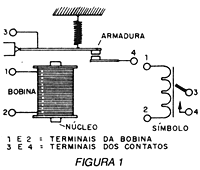 3
ARMADURA
4
1
1
BOBINA
3
2
2
4
NÚCLEO
SÍMBOLO
1 E 2 = TERMINAIS DA BOBINA
3 E 4 = TERMINAIS DOS CONTATOS
FIGURA 1